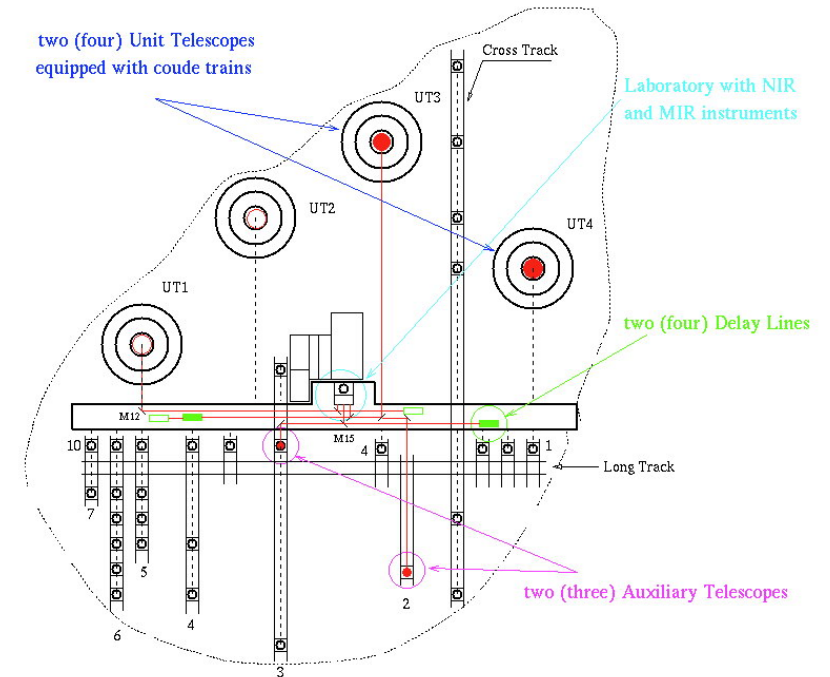 two (four) Unit Telescopes
equipped with coude trains
UT3
Cross Track
Laboratory with NIR
and MIR instruments
UT2
UT4
UT1
two (four) Delay Lines
M12
M15
10
4
1
Long Track
7
5
2
two (three) Auxiliary Telescopes
6
4
3